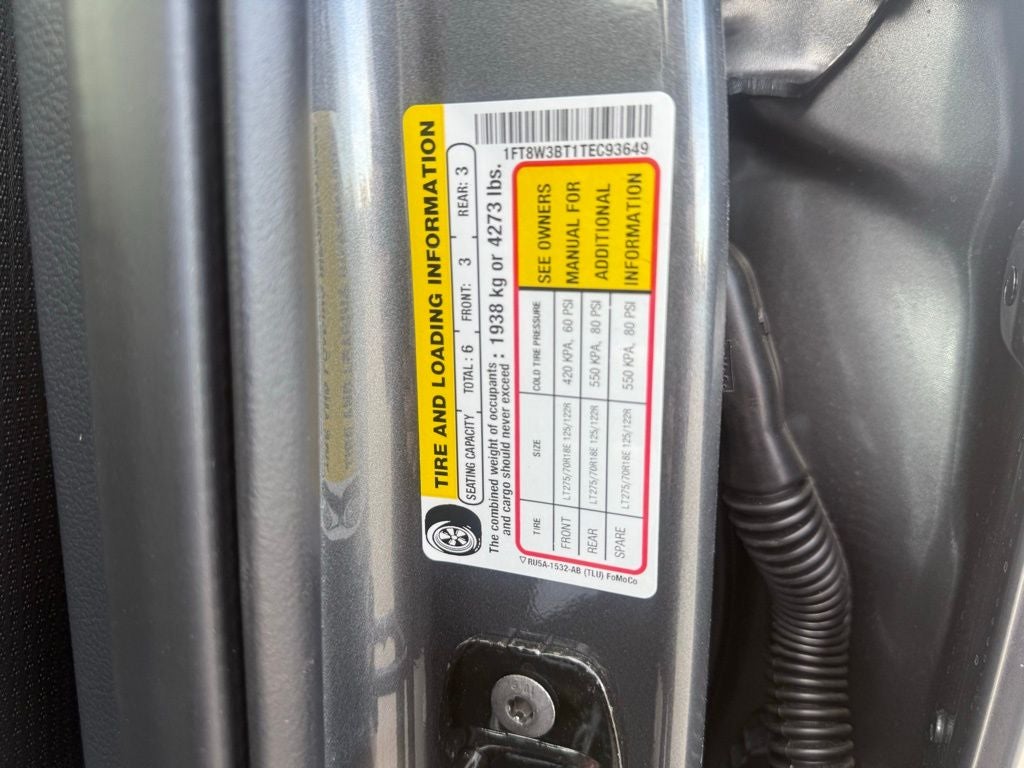 1FT8W3BT1TEC93649
TIRE AND LOADING INFORMATION
SEATING CAPACITY TOTAL : 6 FRONT: 3 REAR: 3
The combined weight of occupants
and cargo should never exceed : 1938 kg or 4273 lbs.
TIRE SIZE COLD TIRE PRESSURE
FRONT LT275/70R18E 125/122R 420 KPA, 60 PSI
REAR LT275/70R18E 125/122R 550 KPA, 80 PSI
SPARE LT275/70R18E 125/122R 550 KPA, 80 PSI
SEE OWNERS
MANUAL FOR
ADDITIONAL
INFORMATION
RU5A-1532-AB (TLU) FoMoCo